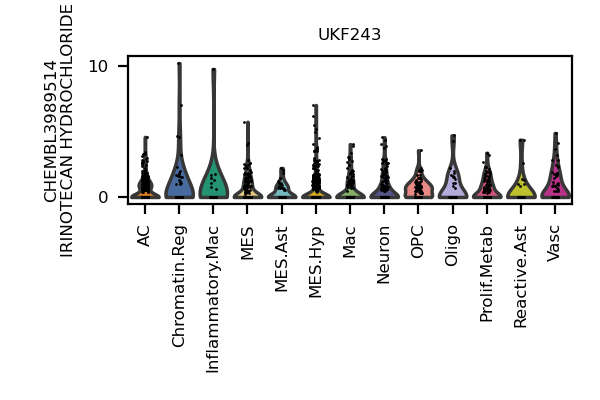 UKF243
CHEMBL3989514
IRINOTECAN HYDROCHLORIDE
10
0
AC
Chromatin.Reg
Inflammatory.Mac
MES
MES.Ast
MES.Hyp
Mac
Neuron
OPC
Oligo
Prolif.Metab
Reactive.Ast
Vasc